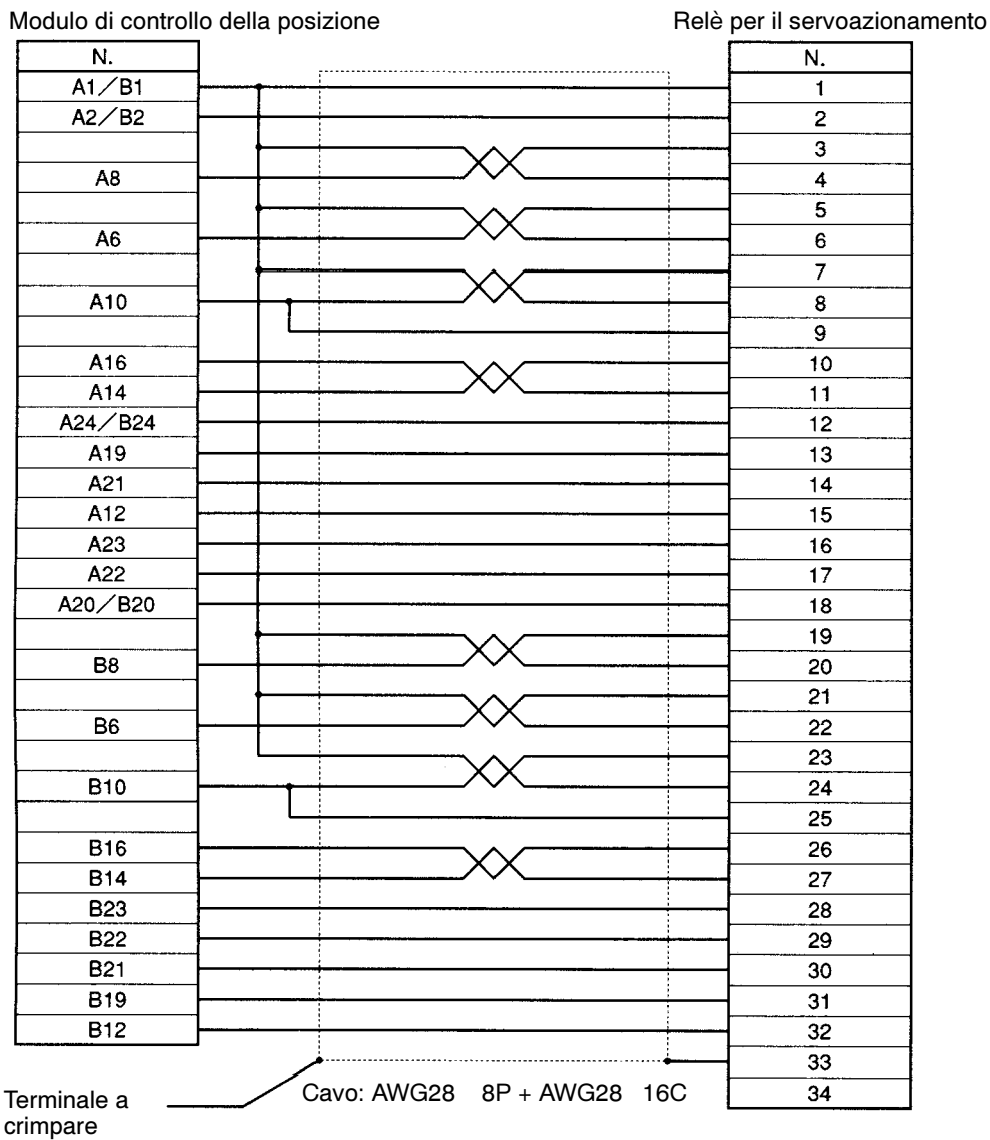 Modulo di controllo della posizione Relè per il servoazionamento
N. N.
A1/B1 1
A2/B2 2
3
A8 4
5
A6 6
7
A10 8
9
A16 10
A14 11
A24/B24 12
A19 13
A21 14
A12 15
A23 16
A22 17
A20/B20 18
19
B8 20
21
B6 22
23
B10 24
25
B16 26
B14 27
B23 28
B22 29
B21 30
B19 31
B12 32
33
Cavo: AWG28 8P + AWG28 16C 34
Terminale a
crimpare